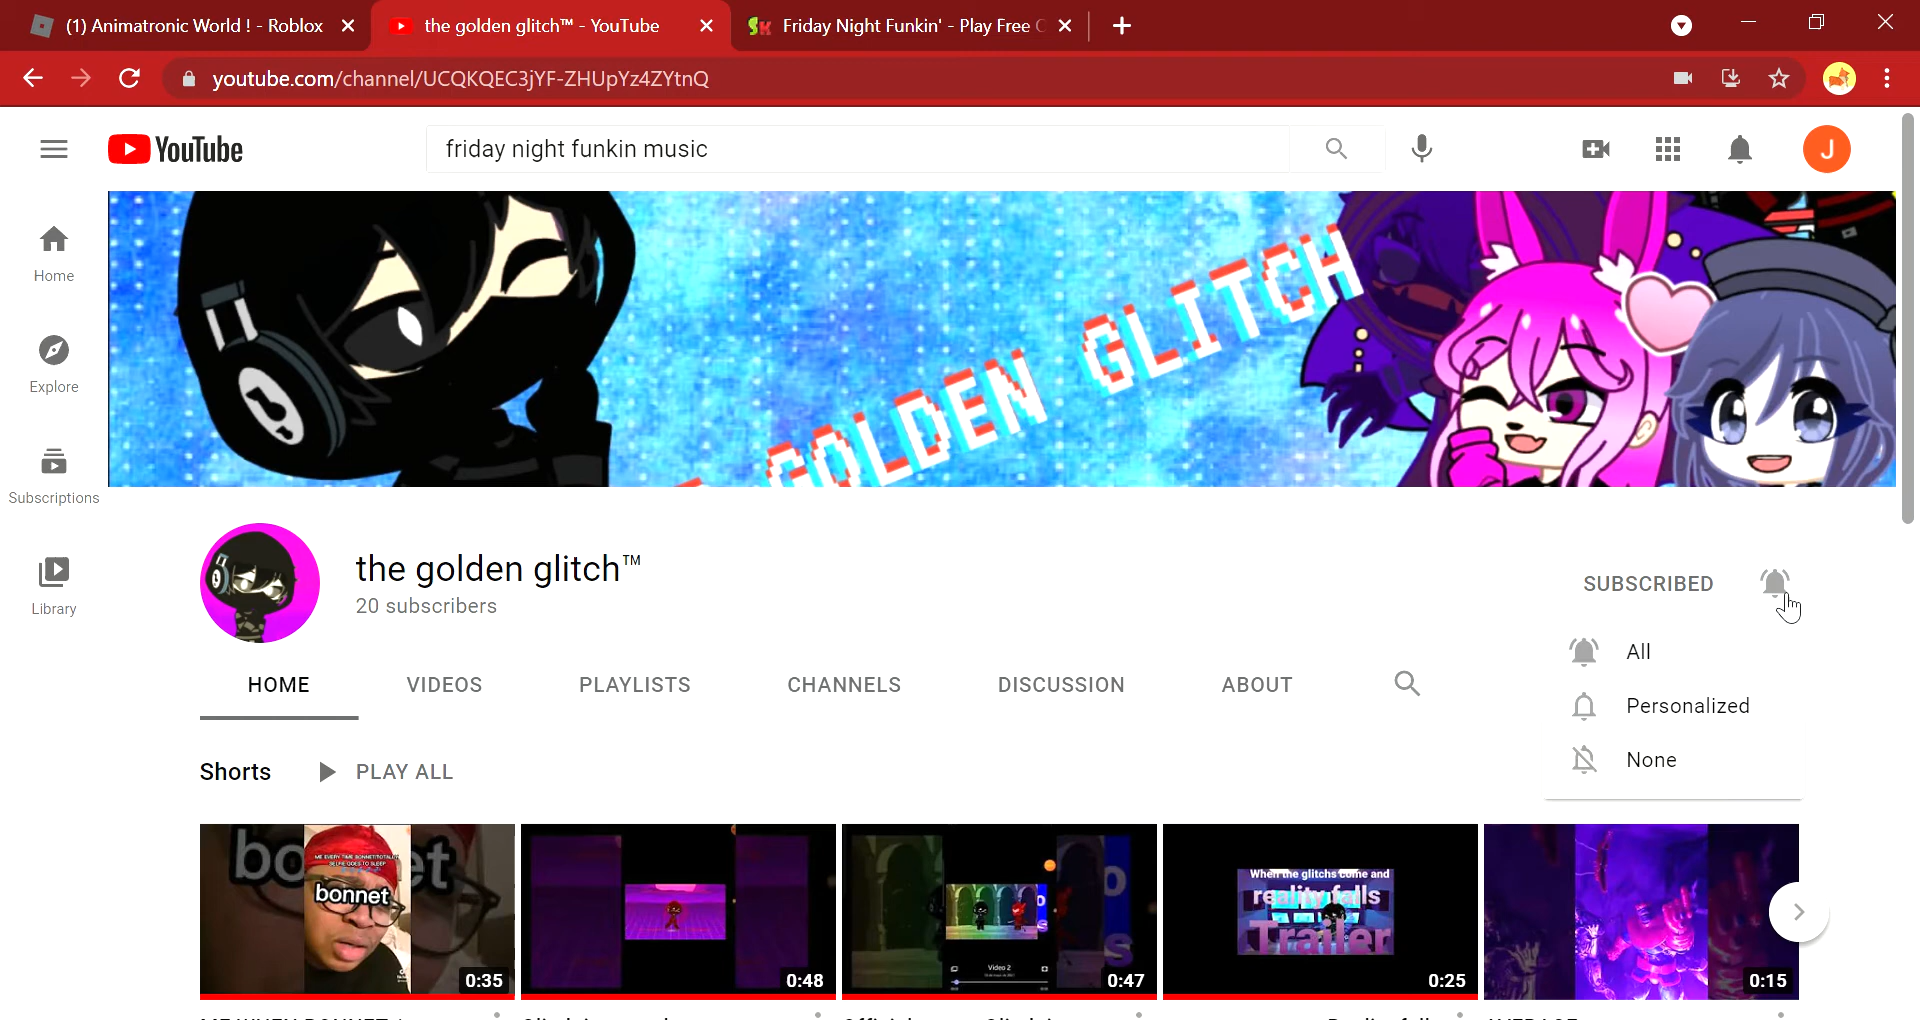 (1) Animatronic World ! - Roblox
the golden glitch™ - YouTube
Friday Night Funkin' - Play Free
youtube.com/channel/UCQKQEC3jYF-ZHUpYz4ZYtnQ
YouTube
friday night funkin music
J
Home
Explore
Subscriptions
Library
GOLDEN GLITCH
the golden glitch™
20 subscribers
SUBSCRIBED
All
Personalized
None
HOME
VIDEOS
PLAYLISTS
CHANNELS
DISCUSSION
ABOUT
Shorts
PLAY ALL
bonnet
0:35
0:48
Video 2
0:47
When the glitchs come and
reality falls
Trailer
0:25
0:15